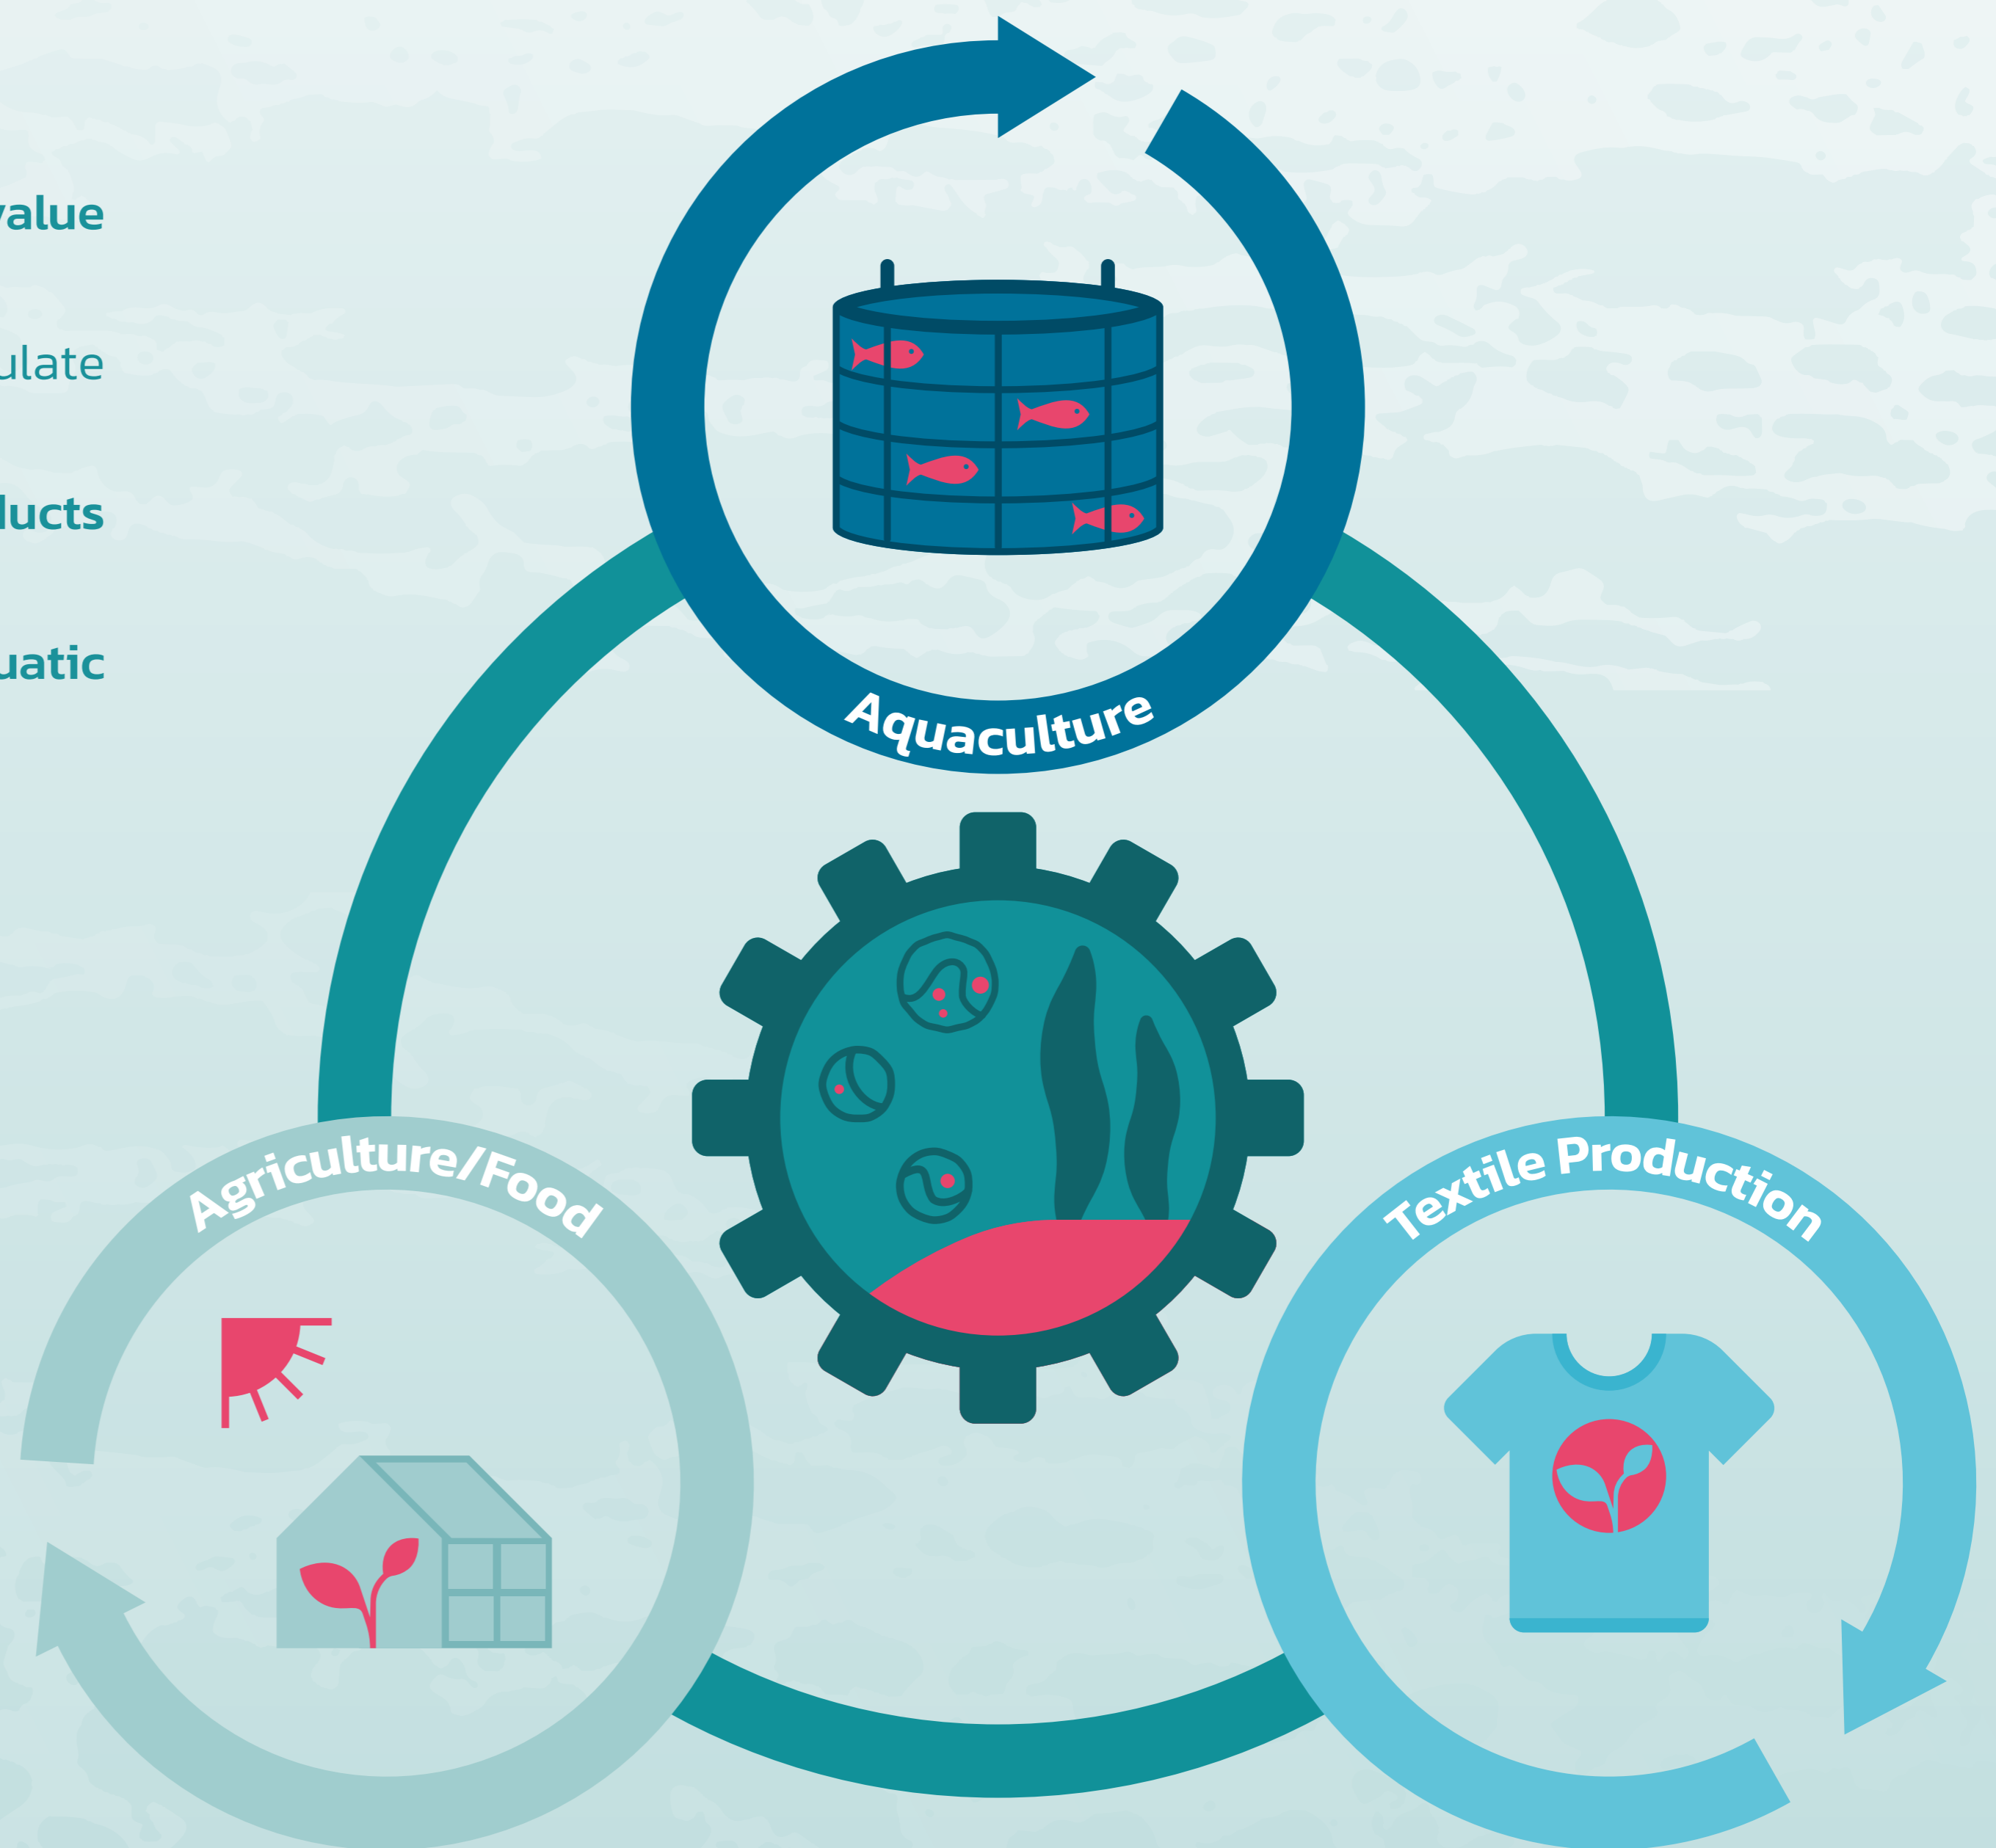 value
ulate
ducts
uatic
Aquaculture
Agriculture/Food
Textile Production